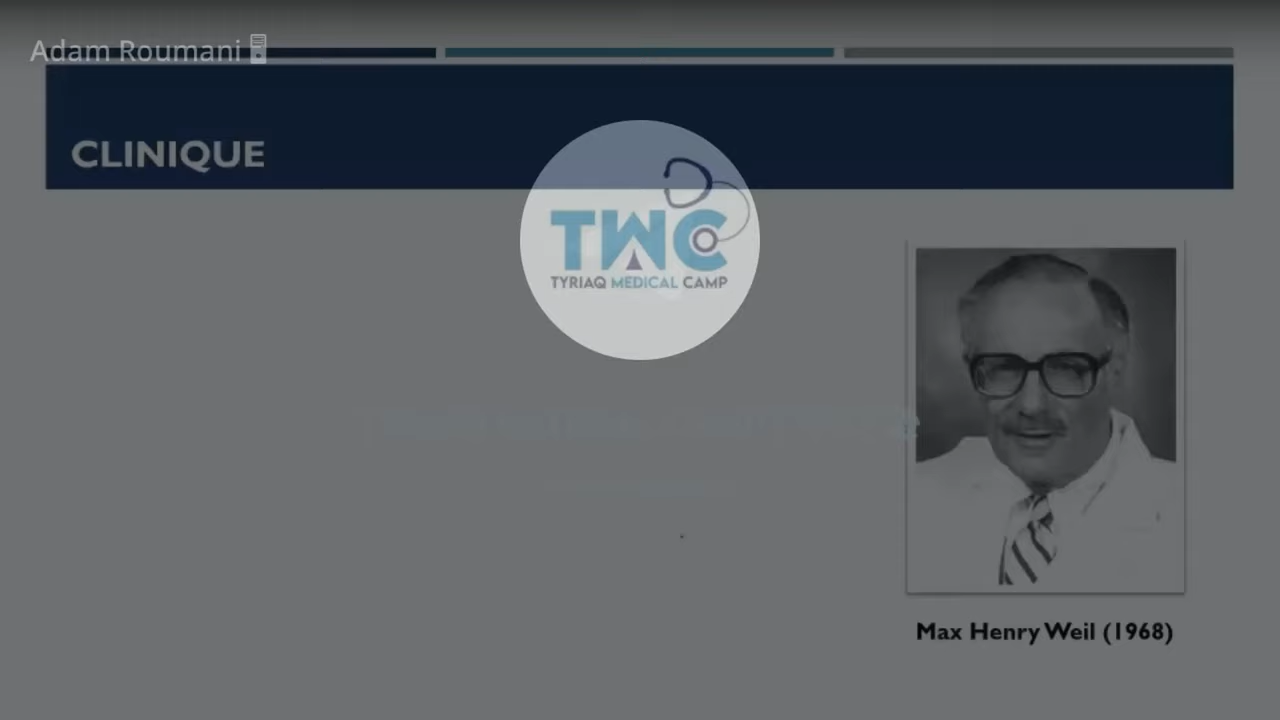 Adam Roumani
CLINIQUE
TWC
TYRIAQ MEDICAL CAMP
Max Henry Weil (1968)